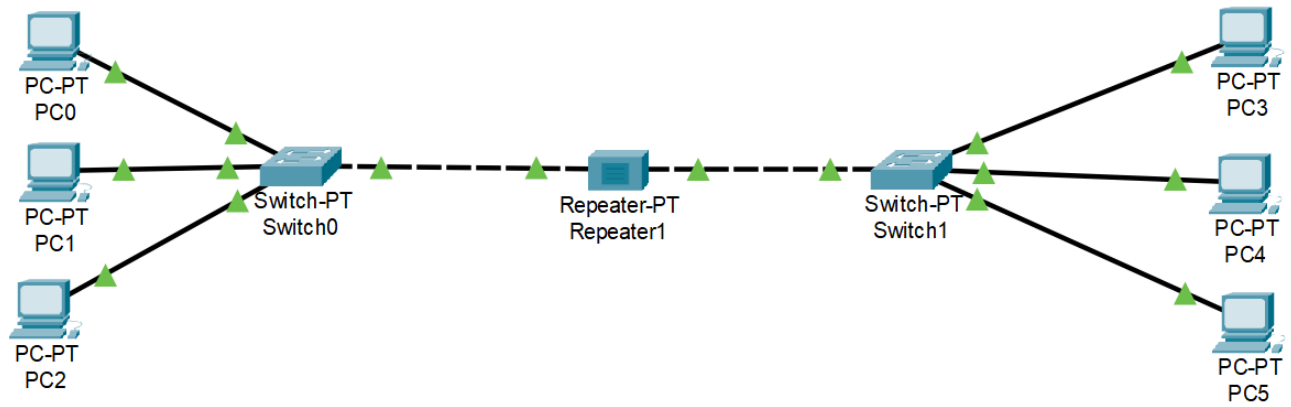 PC-PT
PC0
PC-PT
PC1
PC-PT
PC2
Switch-PT
Switch0
Repeater-PT
Repeater1
Switch-PT
Switch1
PC-PT
PC3
PC-PT
PC4
PC-PT
PC5